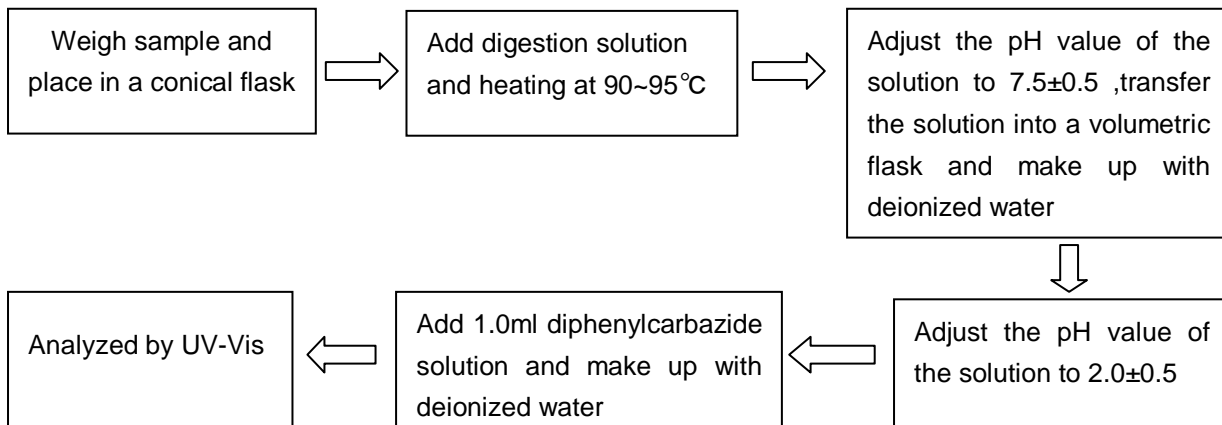 Weigh sample and
place in a conical flask
Add digestion solution
and heating at 90~95℃
Adjust the pH value of the
solution to 7.5±0.5 ,transfer
the solution into a volumetric
flask and make up with
deionized water
Adjust the pH value of
the solution to 2.0±0.5
Add 1.0ml diphenylcarbazide
solution and make up with
deionized water
Analyzed by UV-Vis